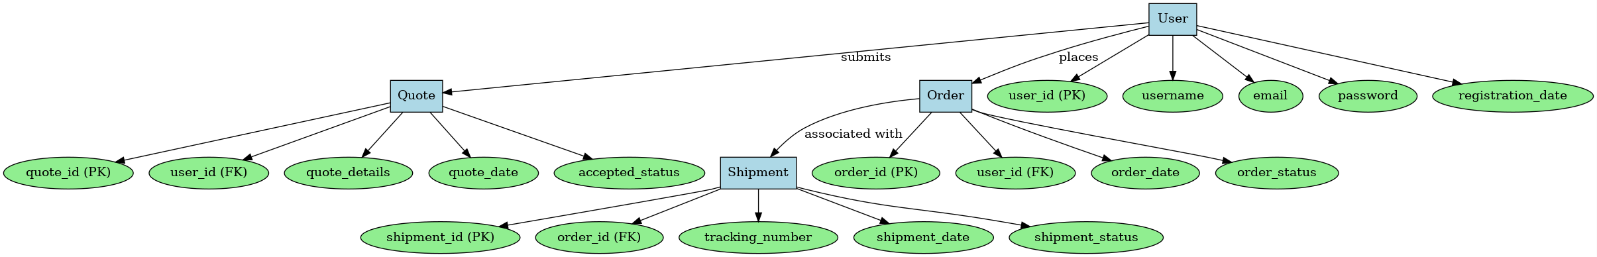 User
submits
places
Quote
Order
user_id (PK)
username
email
password
registration_date
associated with
quote_id (PK)
user_id (FK)
quote_details
quote_date
accepted_status
Shipment
order_id (PK)
user_id (FK)
order_date
order_status
shipment_id (PK)
order_id (FK)
tracking_number
shipment_date
shipment_status